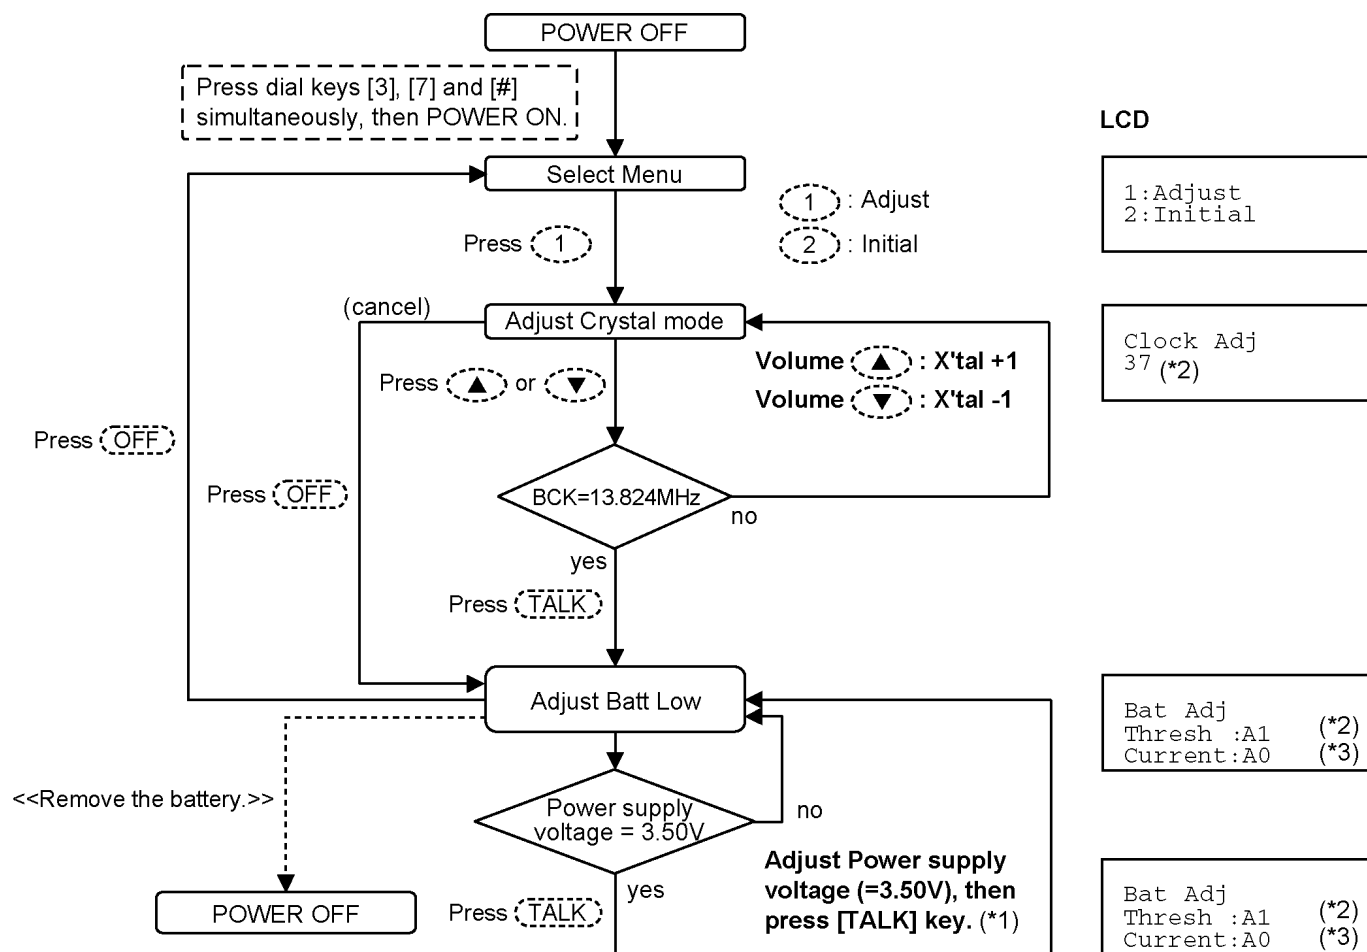 POWER OFF
Press dial keys [3], [7] and [#]
simultaneously, then POWER ON.
LCD
Select Menu
1 : Adjust
2 : Initial
1:Adjust
2:Initial
Press 1
(cancel)
Adjust Crystal mode
Volume ▲ : X'tal +1
Volume ▼ : X'tal -1
Clock Adj
37 (*2)
Press ▲ or ▼
Press OFF
Press OFF
BCK=13.824MHz
no
yes
Press TALK
Adjust Batt Low
Bat Adj
Thresh :A1 (*2)
Current:A0 (*3)
<<Remove the battery.>>
Power supply
voltage = 3.50V
no
Adjust Power supply
voltage (=3.50V), then
press [TALK] key. (*1)
yes
Press TALK
POWER OFF
Bat Adj
Thresh :A1 (*2)
Current:A0 (*3)